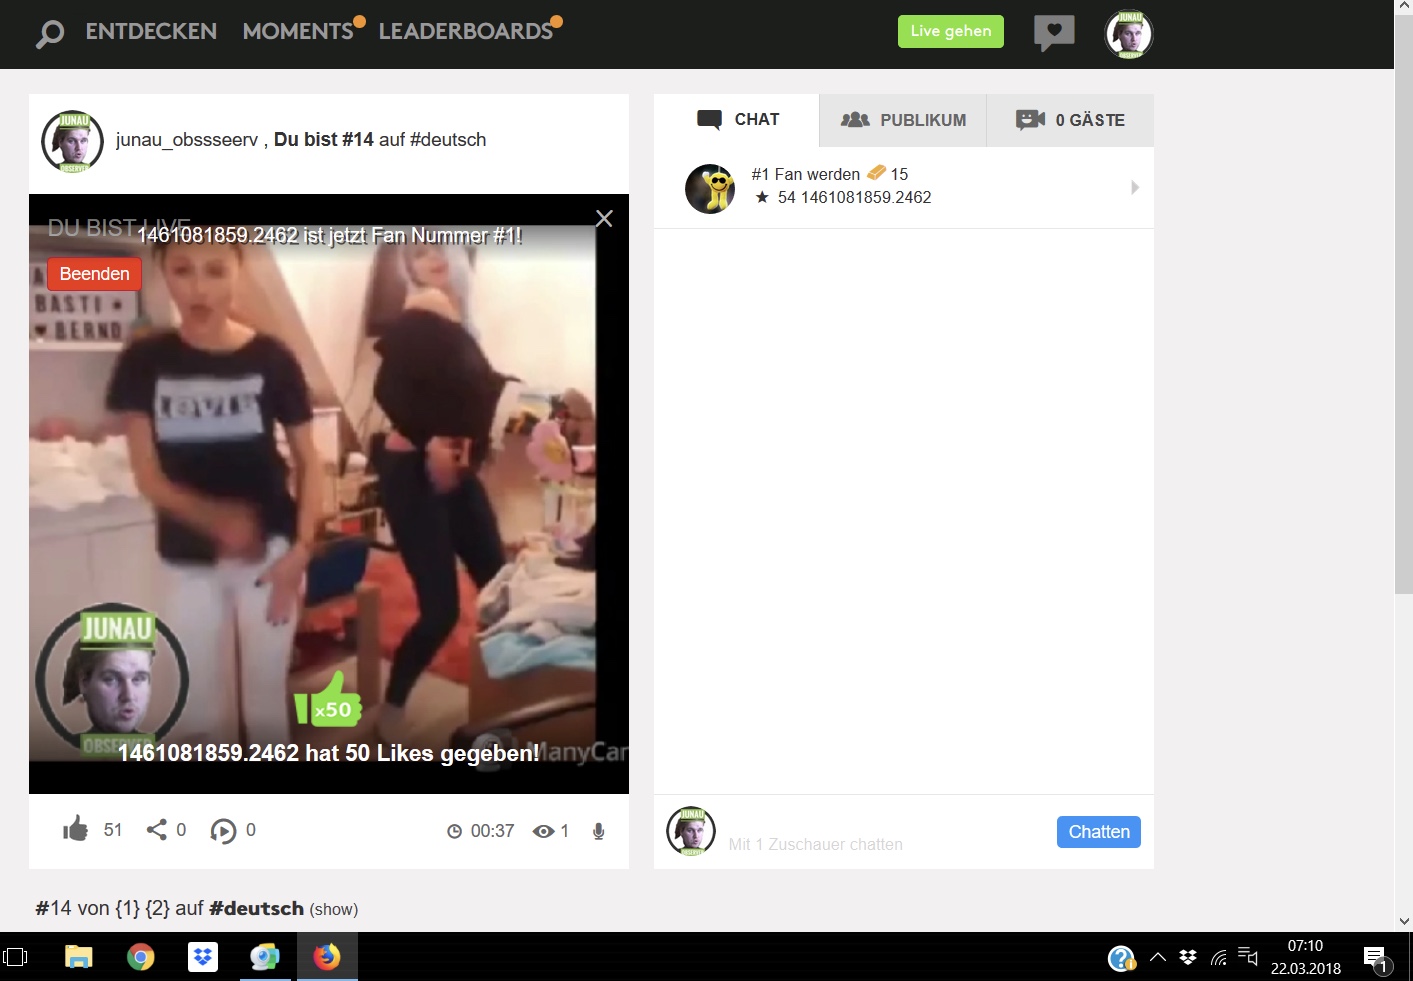 ENTDECKEN MOMENTS LEADERBOARDS
Live gehen
junau_obssseerv , Du bist #14 auf #deutsch
DU BIST LIVE
1461081859.2462 ist jetzt Fan Nummer #1!
Beenden
BASTI
♥ BERND
JUNAU
x50
OBSERVER
1461081859.2462 hat 50 Likes gegeben!
ManyCam
51 0 0 00:37 1
#14 von {1} {2} auf #deutsch (show)
CHAT PUBLIKUM 0 GÄSTE
#1 Fan werden 15
★ 54 1461081859.2462
Mit 1 Zuschauer chatten
Chatten
07:10
22.03.2018
1